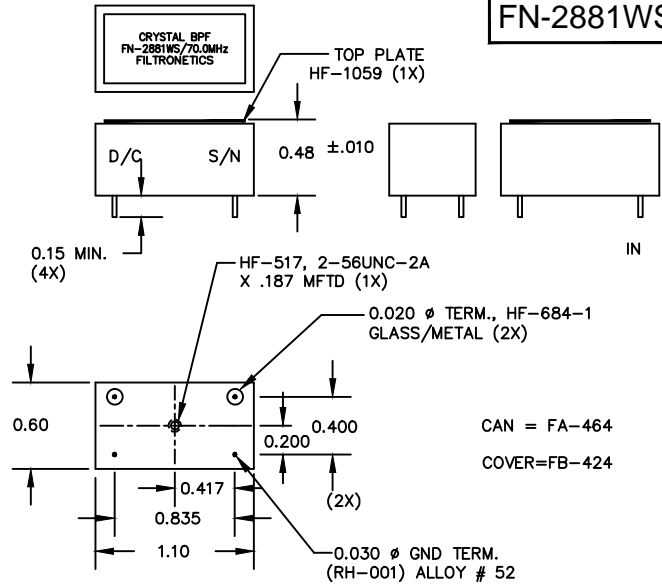 FN-2881WS
CRYSTAL BPF
FN-2881WS/70.0MHz
FILTRONETICS
TOP PLATE
HF-1059 (1X)
D/C
S/N
0.48 ±.010
0.15 MIN.
(4X)
IN
HF-517, 2-56UNC-2A
X .187 MFTD (1X)
0.020 ø TERM., HF-684-1
GLASS/METAL (2X)
0.60
0.400
0.200
CAN = FA-464
COVER=FB-424
0.417
(2X)
0.835
1.10
0.030 ø GND TERM.
(RH-001) ALLOY # 52